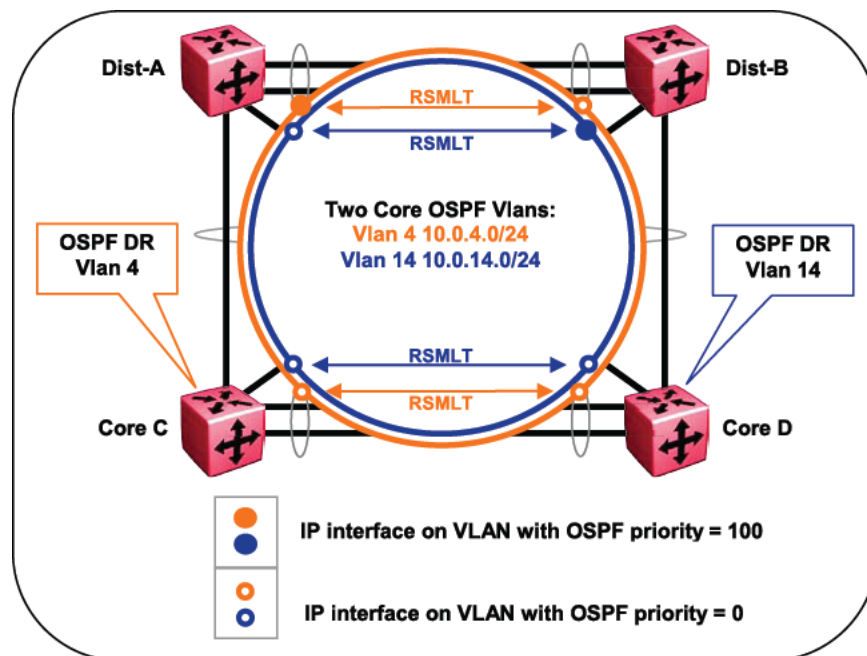 Dist-A
Dist-B
RSMLT
RSMLT
Two Core OSPF Vlans:
Vlan 4 10.0.4.0/24
Vlan 14 10.0.14.0/24
OSPF DR
Vlan 4
OSPF DR
Vlan 14
RSMLT
RSMLT
Core C
Core D
IP interface on VLAN with OSPF priority = 100
IP interface on VLAN with OSPF priority = 0